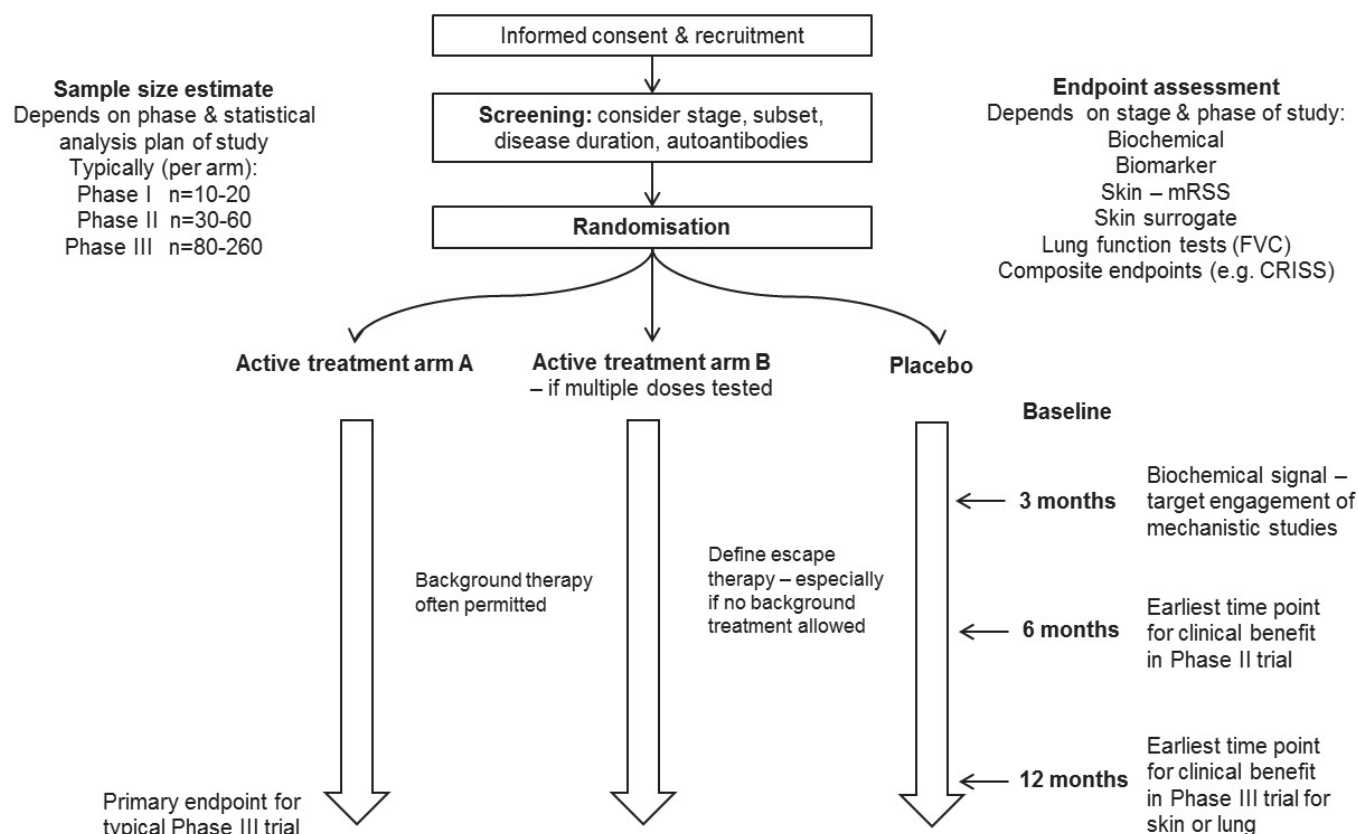 Informed consent & recruitment
Sample size estimate
Depends on phase & statistical
analysis plan of study
Typically (per arm):
Phase I n=10-20
Phase II n=30-60
Phase III n=80-260
Screening: consider stage, subset,
disease duration, autoantibodies
Endpoint assessment
Depends on stage & phase of study:
Biochemical
Biomarker
Skin – mRSS
Skin surrogate
Lung function tests (FVC)
Composite endpoints (e.g. CRISS)
Randomisation
Active treatment arm A
Active treatment arm B
– if multiple doses tested
Placebo
Baseline
3 months
Biochemical signal –
target engagement of
mechanistic studies
Background therapy
often permitted
Define escape
therapy – especially
if no background
treatment allowed
6 months
Earliest time point
for clinical benefit
in Phase II trial
12 months
Earliest time point
for clinical benefit
in Phase III trial for
skin or lung
Primary endpoint for
typical Phase III trial